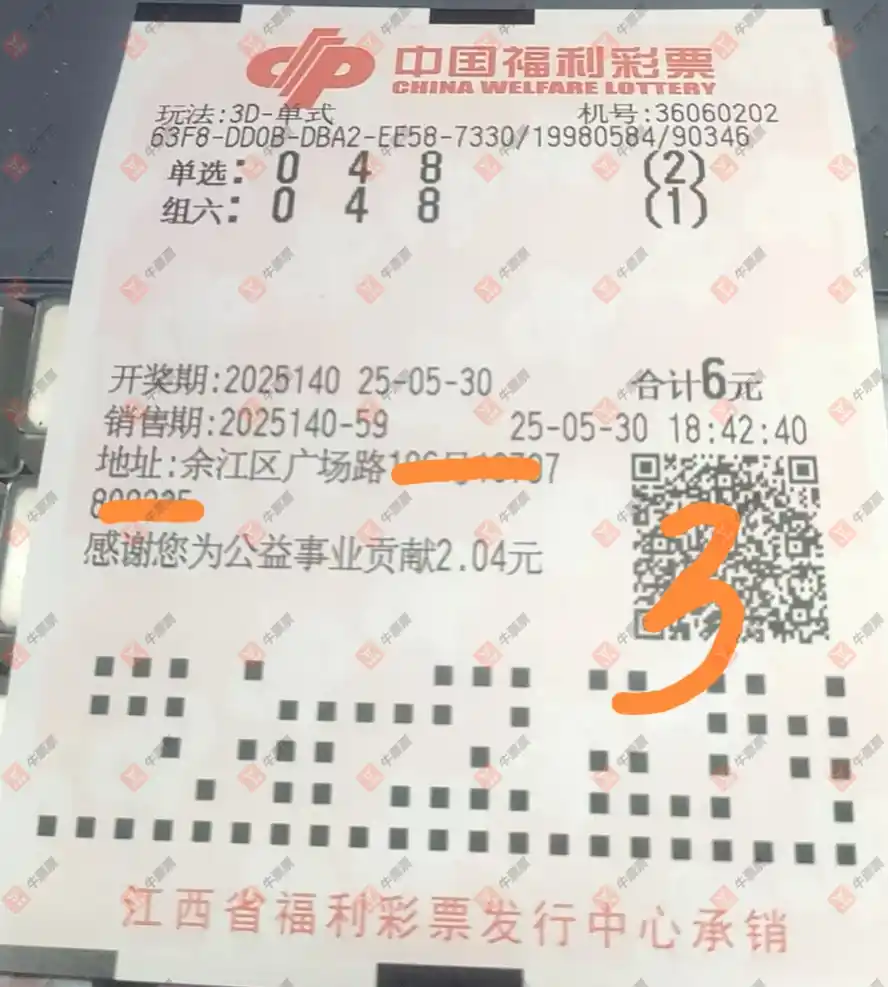 中国福利彩票
CHINA WELFARE LOTTERY
玩法:3D-单式 机号:36060202
63F8-DD0B-DBA2-EE58-7330/19980584/90346
单选: 0 4 8 (2)
组六: 0 4 8 (1)
开奖期:2025140 25-05-30 合计6元
销售期:2025140-59 25-05-30 18:42:40
地址:余江区广场路
感谢您为公益事业贡献2.04元
3
江西省福利彩票发行中心承销
牛源票